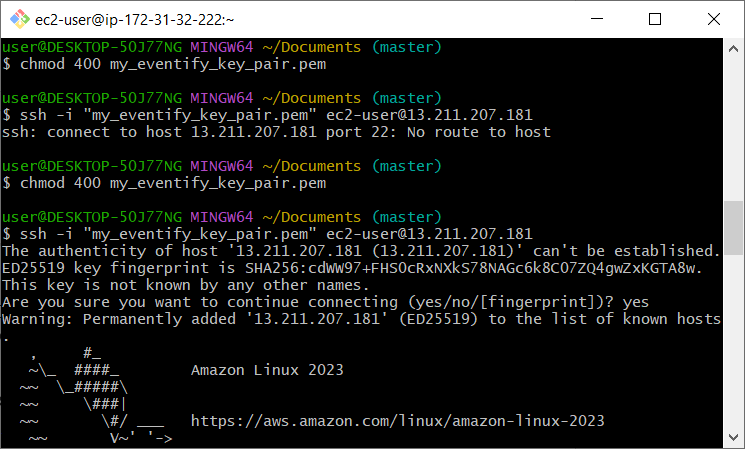 ec2-user@ip-172-31-32-222:~
user@DESKTOP-5OJ77NG MINGW64 ~/Documents (master)
$ chmod 400 my_eventify_key_pair.pem
user@DESKTOP-5OJ77NG MINGW64 ~/Documents (master)
$ ssh -i "my_eventify_key_pair.pem" ec2-user@13.211.207.181
ssh: connect to host 13.211.207.181 port 22: No route to host
user@DESKTOP-5OJ77NG MINGW64 ~/Documents (master)
$ chmod 400 my_eventify_key_pair.pem
user@DESKTOP-5OJ77NG MINGW64 ~/Documents (master)
$ ssh -i "my_eventify_key_pair.pem" ec2-user@13.211.207.181
The authenticity of host '13.211.207.181 (13.211.207.181)' can't be established.
ED25519 key fingerprint is SHA256:cdWW97+FHSOcRxNXkS78NAGc6k8CO7ZQ4gwZxKGTA8w.
This key is not known by any other names.
Are you sure you want to continue connecting (yes/no/[fingerprint])? yes
Warning: Permanently added '13.211.207.181' (ED25519) to the list of known hosts
.
   ,     #_
   ~\_  ####_        Amazon Linux 2023
  ~~  \_#####\
  ~~     \###|
  ~~       \#/ ___   https://aws.amazon.com/linux/amazon-linux-2023
   ~~       V~' '->